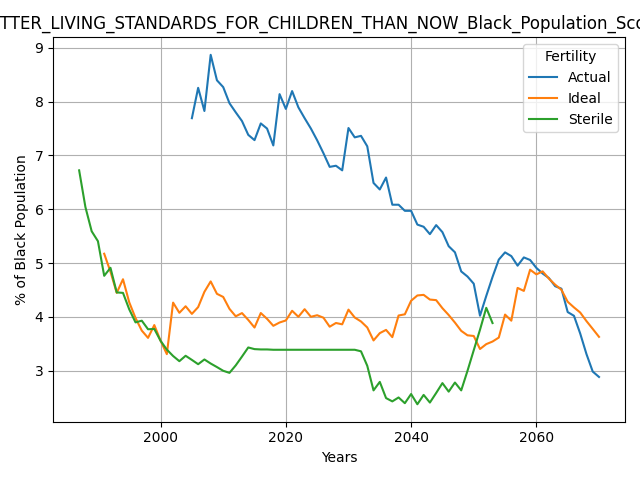 TTER_LIVING_STANDARDS_FOR_CHILDREN_THAN_NOW_Black_Population_Sco
9
8
7
6
5
4
3
% of Black Population
Fertility
Actual
Ideal
Sterile
2000 2020 2040 2060
Years